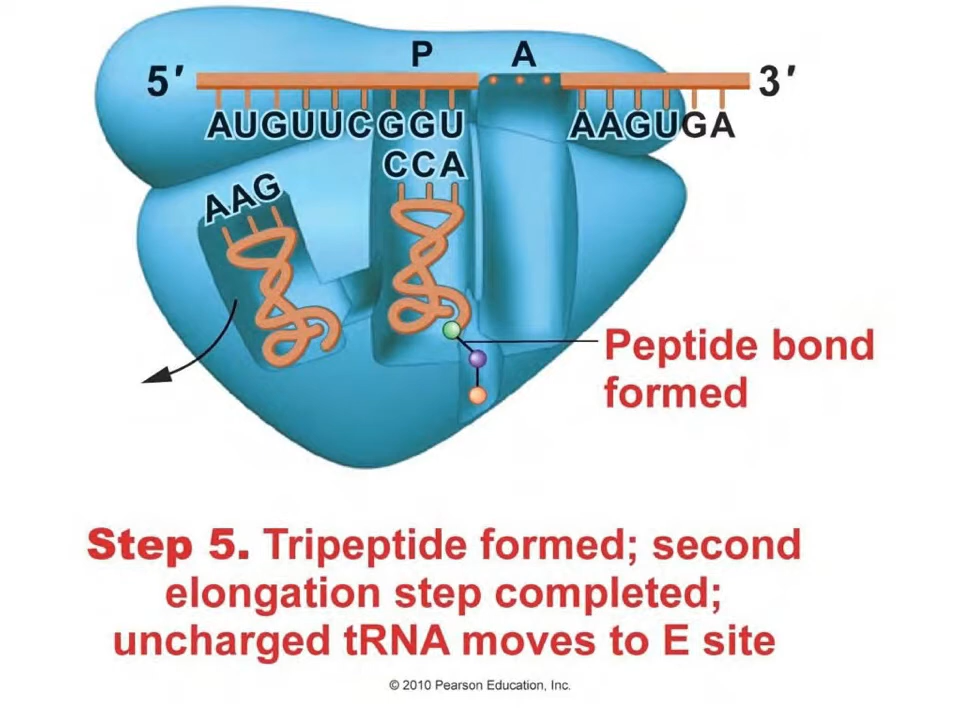 P A
5′ 3′
AUGUUCGGU AAGUGA
CCA
AAG
Peptide bond
formed
Step 5. Tripeptide formed; second
elongation step completed;
uncharged tRNA moves to E site
© 2010 Pearson Education, Inc.